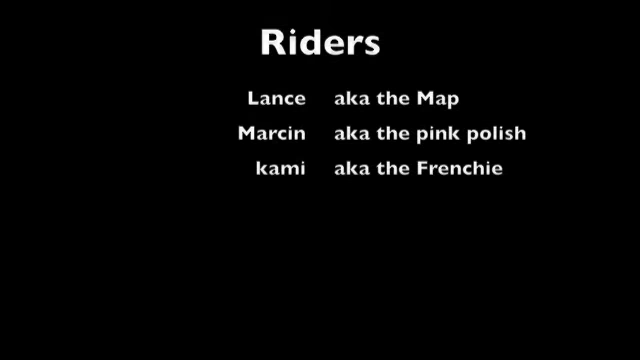 Riders
Lance aka the Map
Marcin aka the pink polish
kami aka the Frenchie